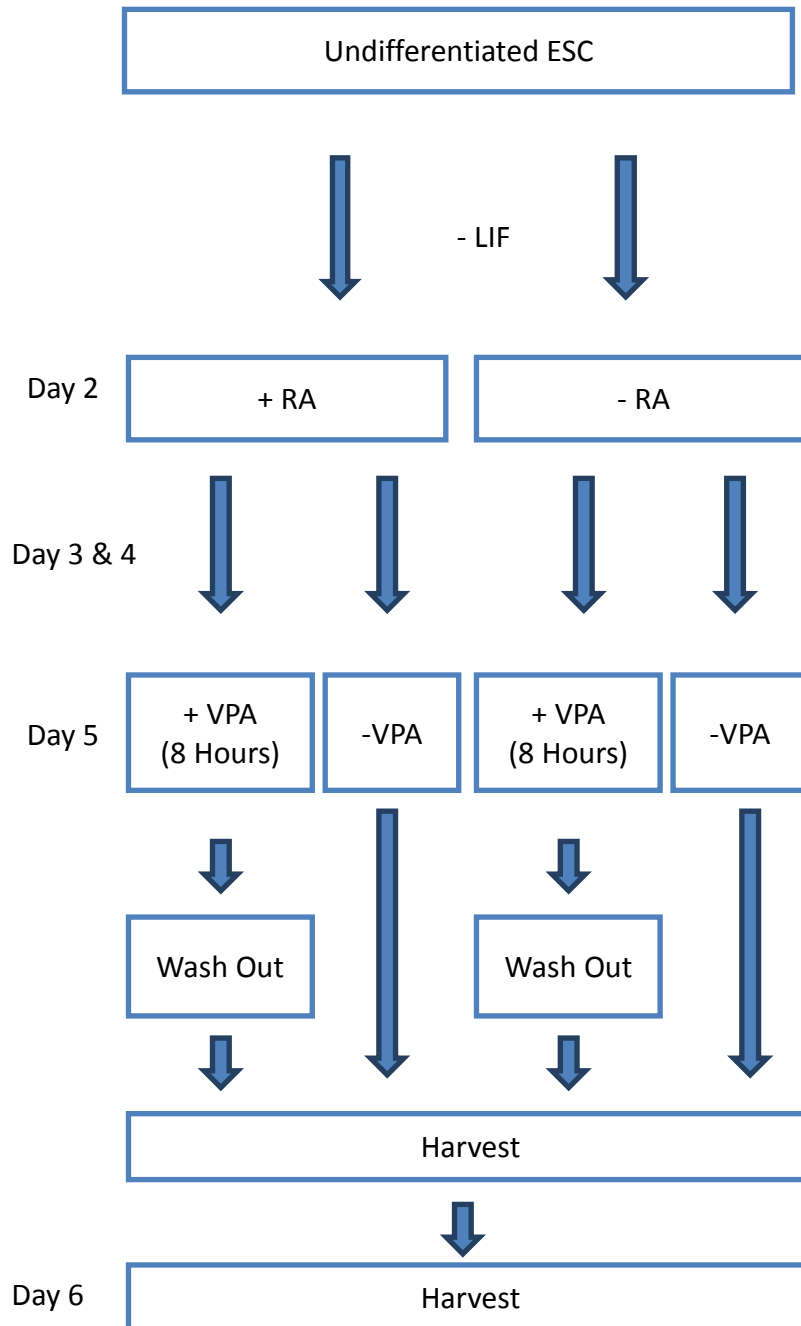 Undifferentiated ESC
- LIF
Day 2
+ RA
- RA
Day 3 & 4
Day 5
+ VPA
(8 Hours)
-VPA
+ VPA
(8 Hours)
-VPA
Wash Out
Wash Out
Harvest
Day 6
Harvest